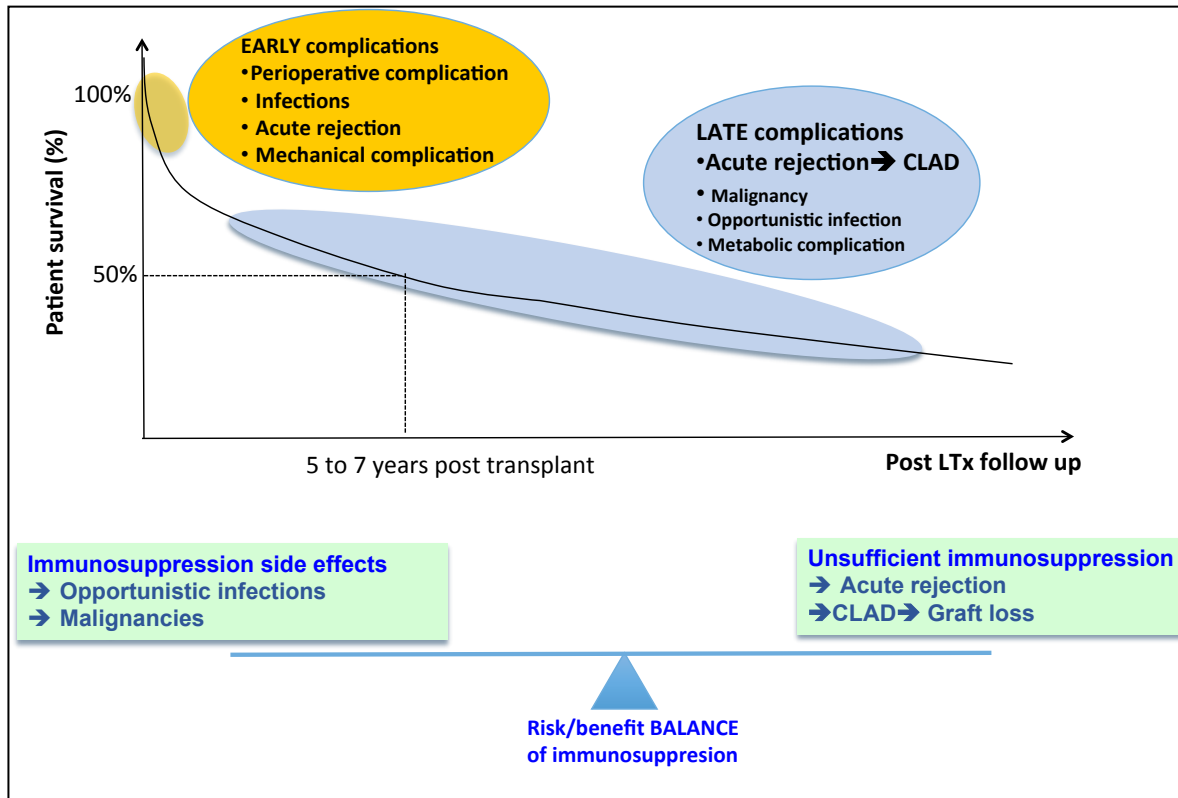 EARLY complications
•Perioperative complication
• Infections
• Acute rejection
• Mechanical complication
100%
LATE complications
•Acute rejection➔ CLAD
• Malignancy
• Opportunistic infection
• Metabolic complication
Patient survival (%)
50%
5 to 7 years post transplant
Post LTx follow up
Immunosuppression side effects
➔ Opportunistic infections
➔ Malignancies
Unsufficient immunosuppression
➔ Acute rejection
➔CLAD➔ Graft loss
Risk/benefit BALANCE
of immunosuppresion